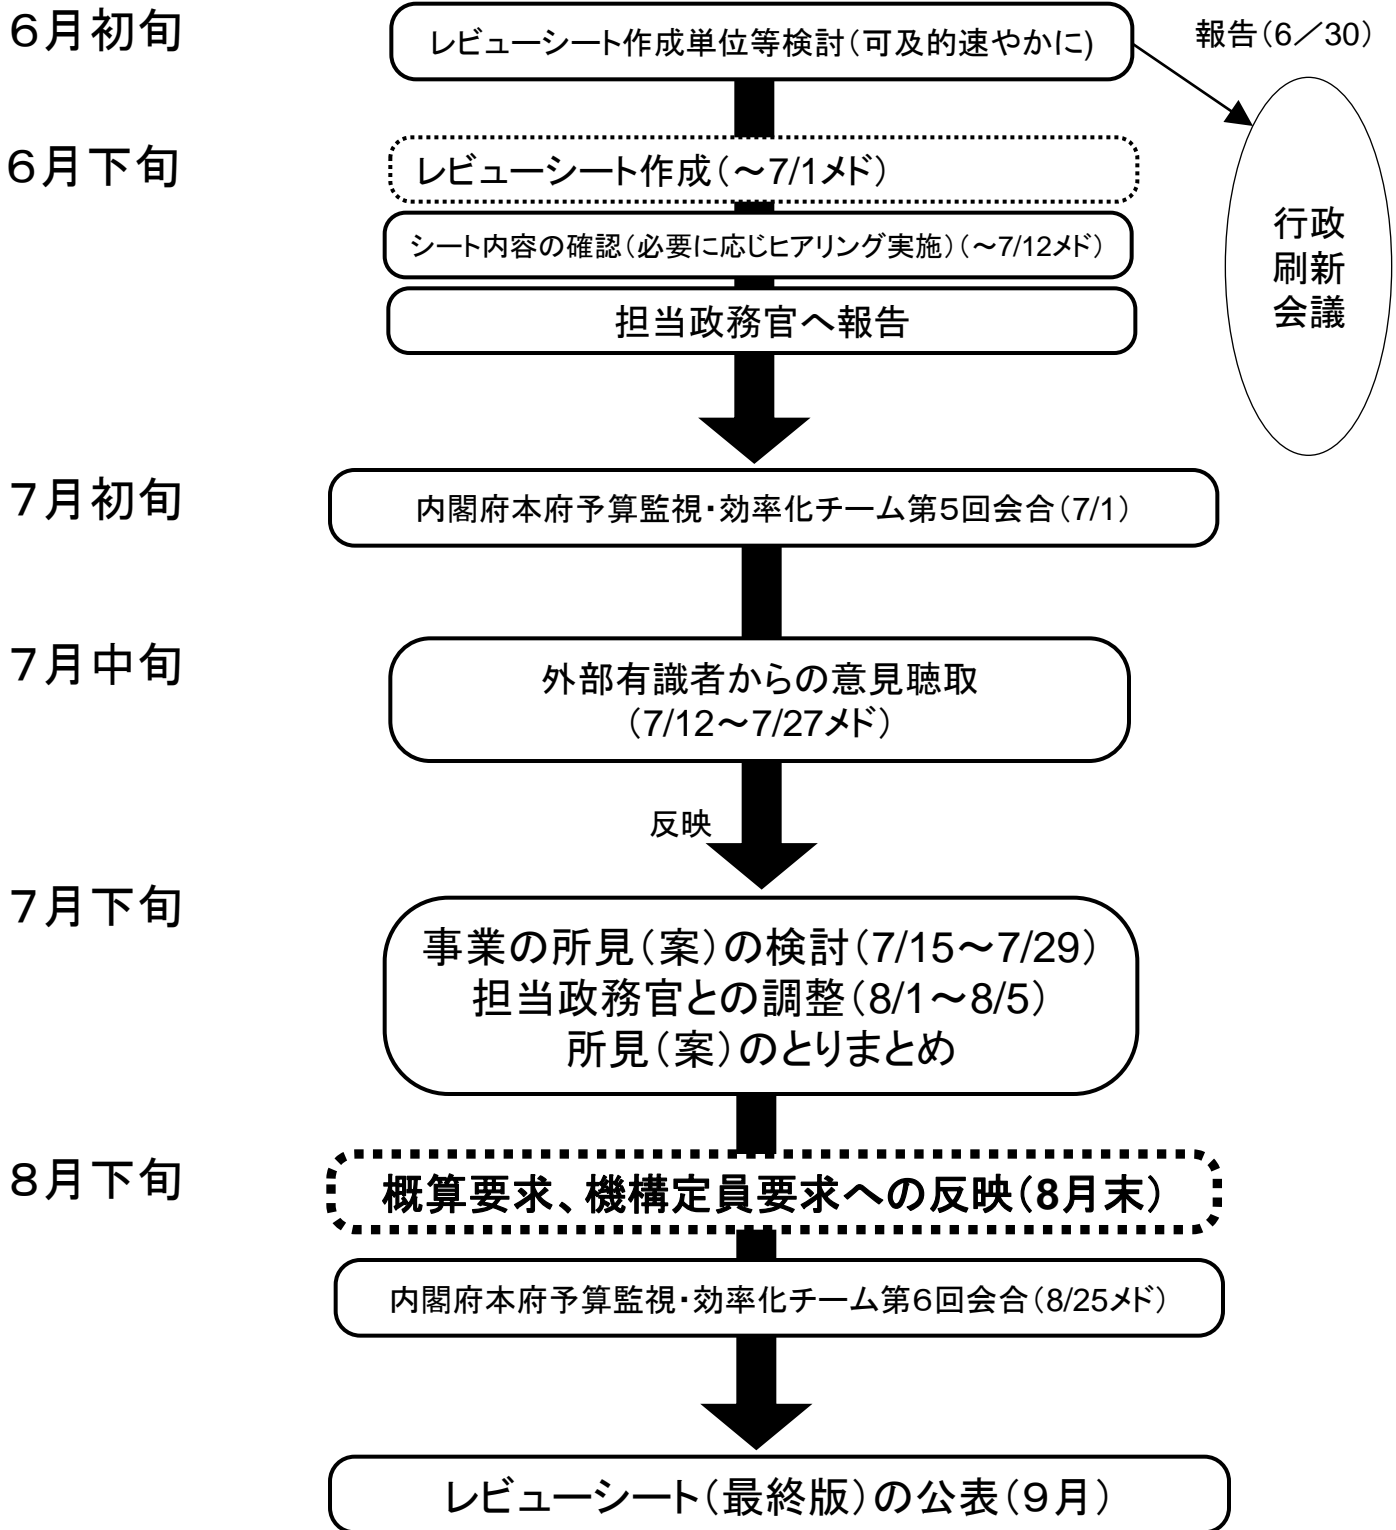 6月初旬
レビューシート作成単位等検討(可及的速やかに)
報告(6／30)
行政
刷新
会議
6月下旬
レビューシート作成(～7/1メド)
シート内容の確認(必要に応じヒアリング実施)(～7/12メド)
担当政務官へ報告
7月初旬
内閣府本府予算監視・効率化チーム第5回会合(7/1)
7月中旬
外部有識者からの意見聴取
(7/12～7/27メド)
反映
7月下旬
事業の所見(案)の検討(7/15～7/29)
担当政務官との調整(8/1～8/5)
所見(案)のとりまとめ
8月下旬
概算要求、機構定員要求への反映(8月末)
内閣府本府予算監視・効率化チーム第6回会合(8/25メド)
レビューシート(最終版)の公表(9月)